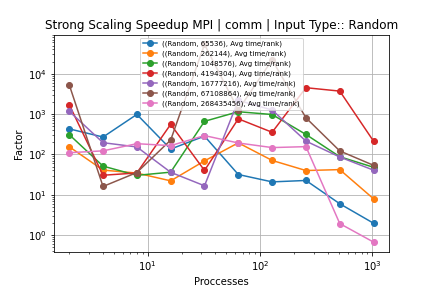 Strong Scaling Speedup MPI | comm | Input Type:: Random
((Random, 65536), Avg time/rank)
((Random, 262144), Avg time/rank)
((Random, 1048576), Avg time/rank)
((Random, 4194304), Avg time/rank)
((Random, 16777216), Avg time/rank)
((Random, 67108864), Avg time/rank)
((Random, 268435456), Avg time/rank)
Factor
10⁴
10³
10²
10¹
10⁰
10¹ 10² 10³
Proccesses